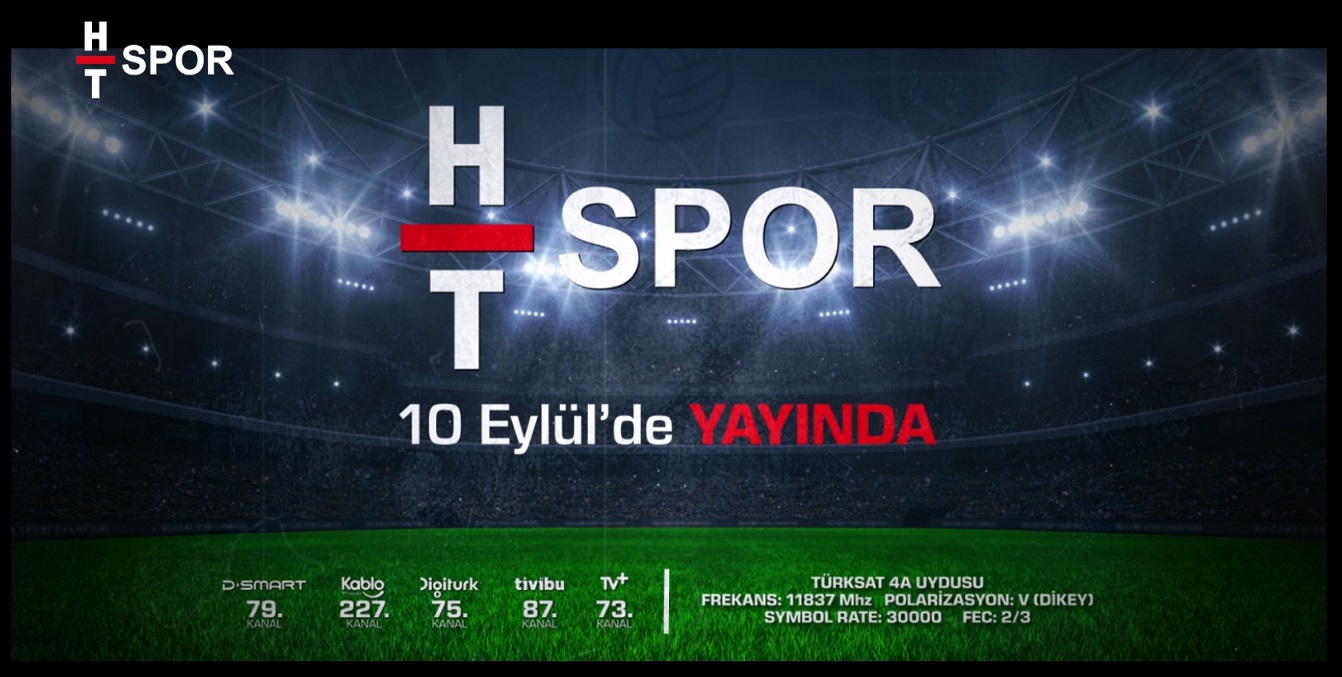 H
T SPOR
H
T SPOR
10 Eylül'de YAYINDA
D-SMART
79.
KANAL
Kablo
227.
KANAL
Digiturk
75.
KANAL
tivibu
87.
KANAL
TV+
73.
KANAL
TÜRKSAT 4A UYDUSU
FREKANS: 11837 Mhz POLARİZASYON: V (DİKEY)
SYMBOL RATE: 30000 FEC: 2/3